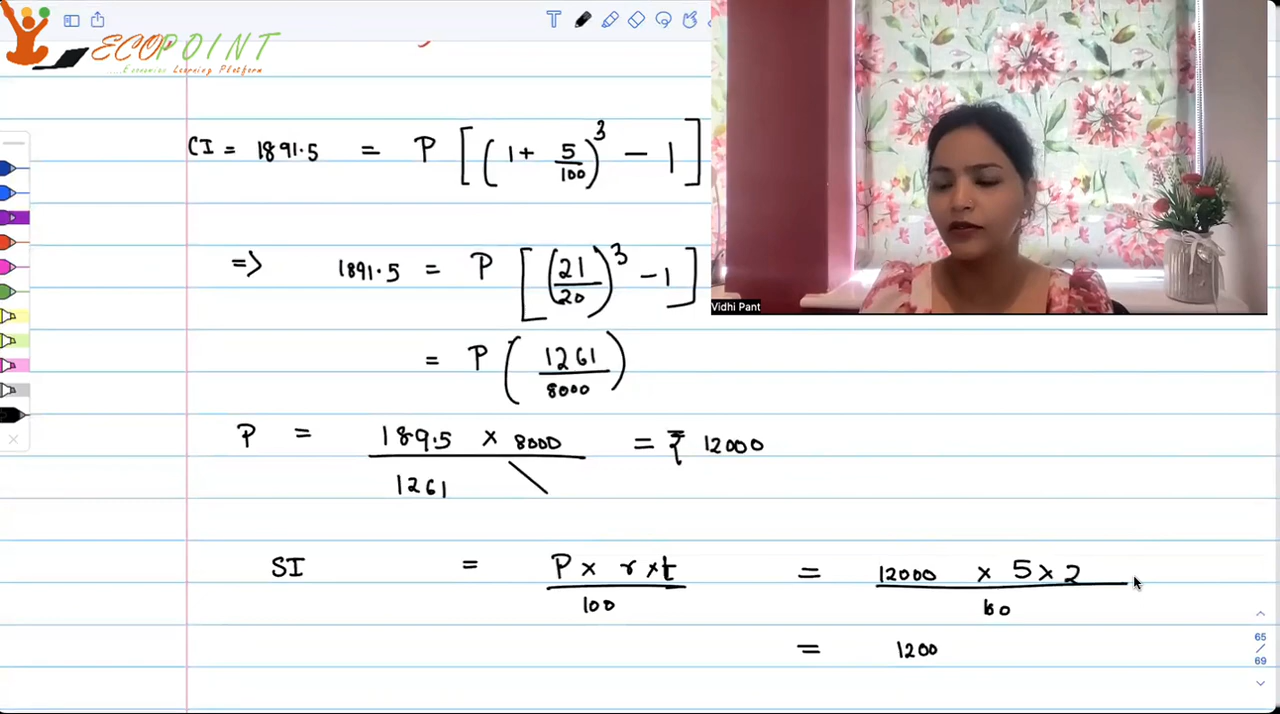 ECOPOINT
.....Economics Learning Platform
CI = 1891.5 = P [ ( 1 + 5/100 )^3 − 1 ]
Vidhi Pant
=> 1891.5 = P [ ( 21/20 )^3 − 1 ]
= P ( 1261/8000 )
P = 189.5 × 8000 / 1261 = ₹ 12000
SI = P × r × t / 100 = 12000 × 5 × 2 / 100
= 1200
65
/
69